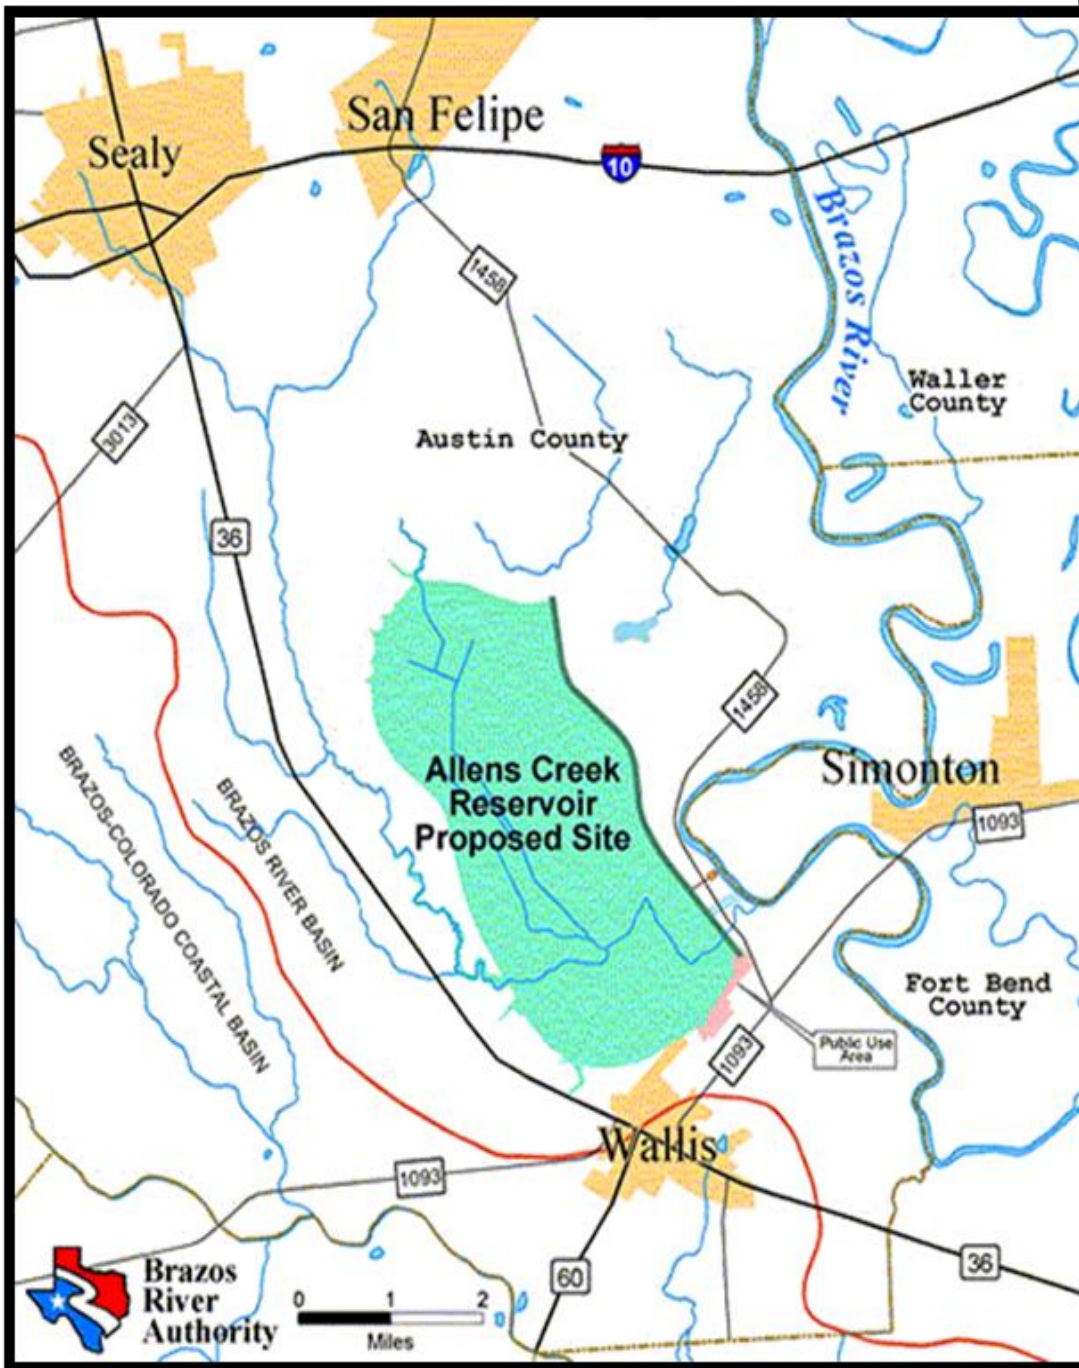 San Felipe
Sealy
10
Brazos River
1458
Waller
County
3013
Austin County
36
1458
Allens Creek
Reservoir
Proposed Site
Simonton
1093
BRAZOS-COLORADO COASTAL BASIN
BRAZOS RIVER BASIN
Fort Bend
County
Public Use
Area
1093
Wallis
1093
36
60
Brazos
River
Authority
0 1 2
Miles